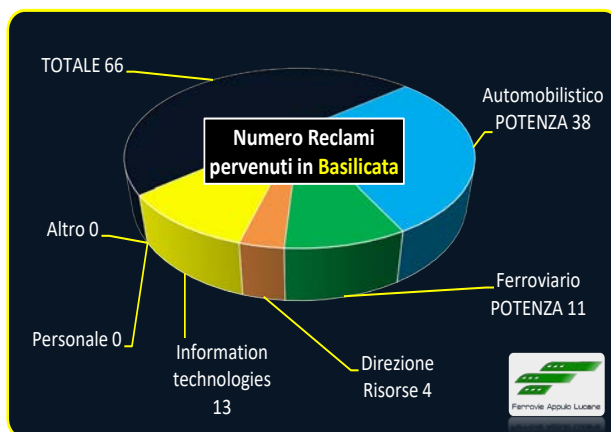 TOTALE 66
Automobilistico
POTENZA 38
Numero Reclami
pervenuti in Basilicata
Altro 0
Ferroviario
POTENZA 11
Personale 0
Information
technologies
13
Direzione
Risorse 4
Ferrovie Appulo Lucane